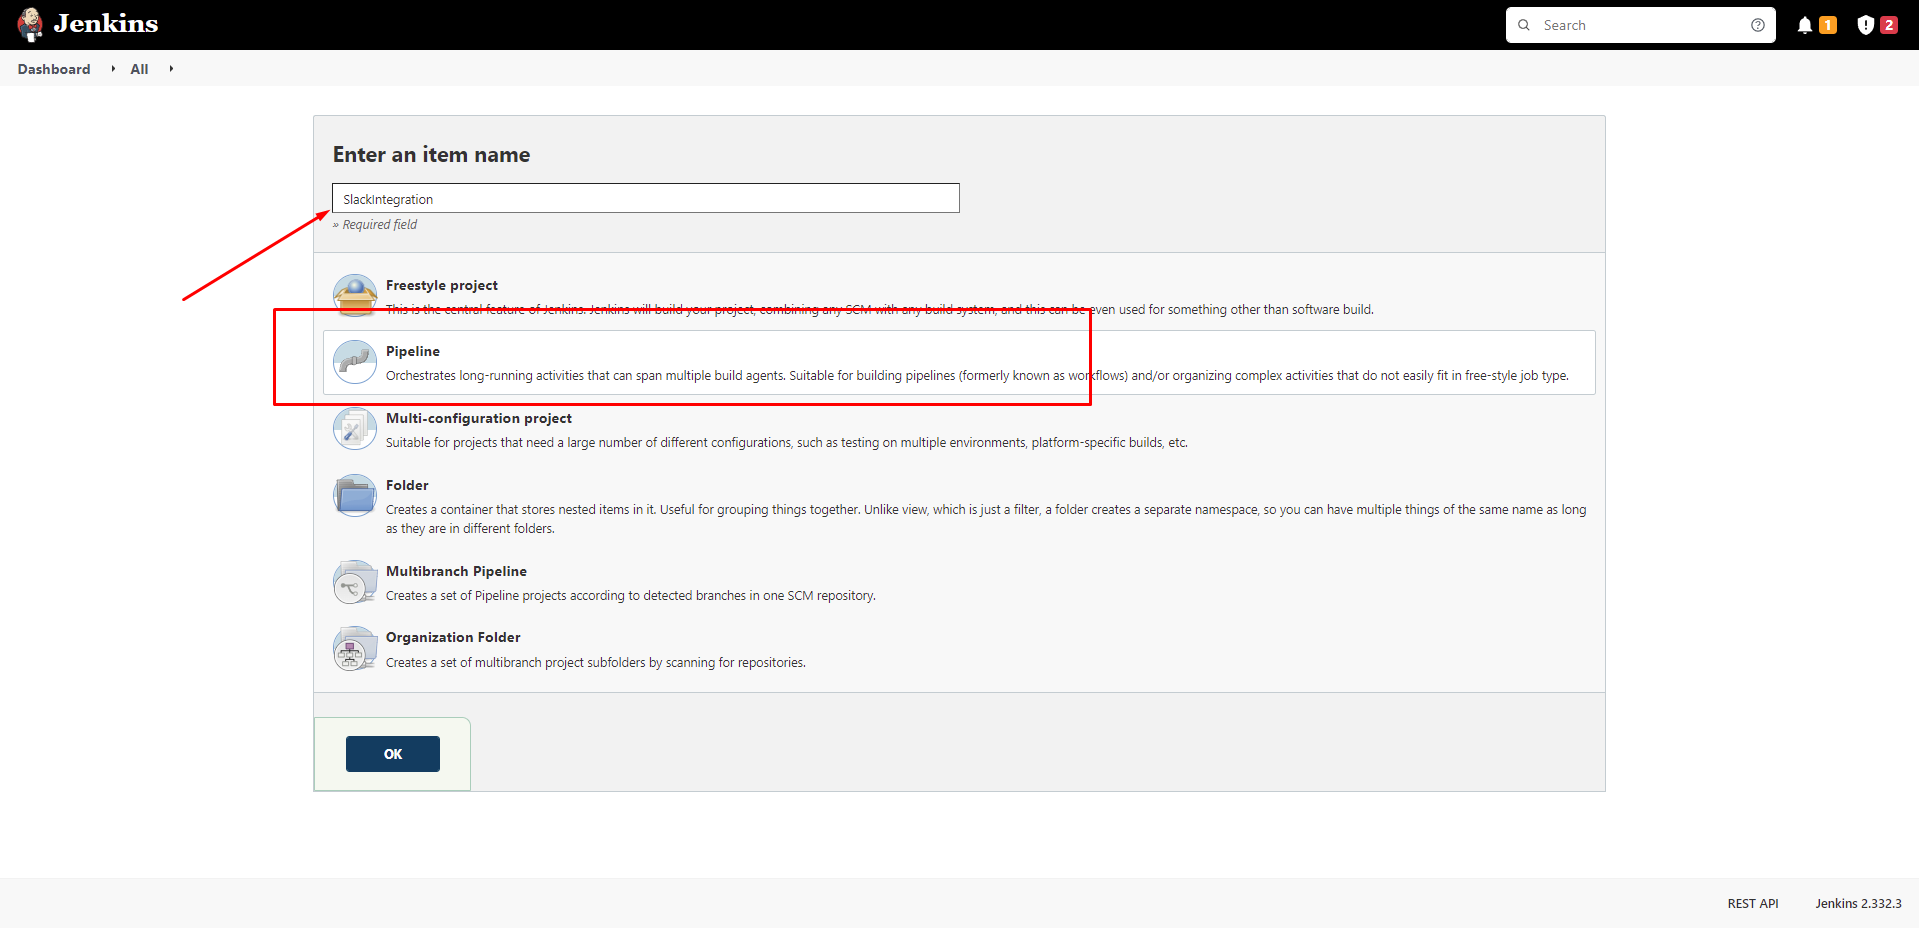 Jenkins
Search
1
2
Dashboard
All
Enter an item name
SlackIntegration
» Required field
Freestyle project
This is the central feature of Jenkins. Jenkins will build your project, combining any SCM with any build system, and this can be even used for something other than software build.
Pipeline
Orchestrates long-running activities that can span multiple build agents. Suitable for building pipelines (formerly known as workflows) and/or organizing complex activities that do not easily fit in free-style job type.
Multi-configuration project
Suitable for projects that need a large number of different configurations, such as testing on multiple environments, platform-specific builds, etc.
Folder
Creates a container that stores nested items in it. Useful for grouping things together. Unlike view, which is just a filter, a folder creates a separate namespace, so you can have multiple things of the same name as long
as they are in different folders.
Multibranch Pipeline
Creates a set of Pipeline projects according to detected branches in one SCM repository.
Organization Folder
Creates a set of multibranch project subfolders by scanning for repositories.
OK
REST API
Jenkins 2.332.3